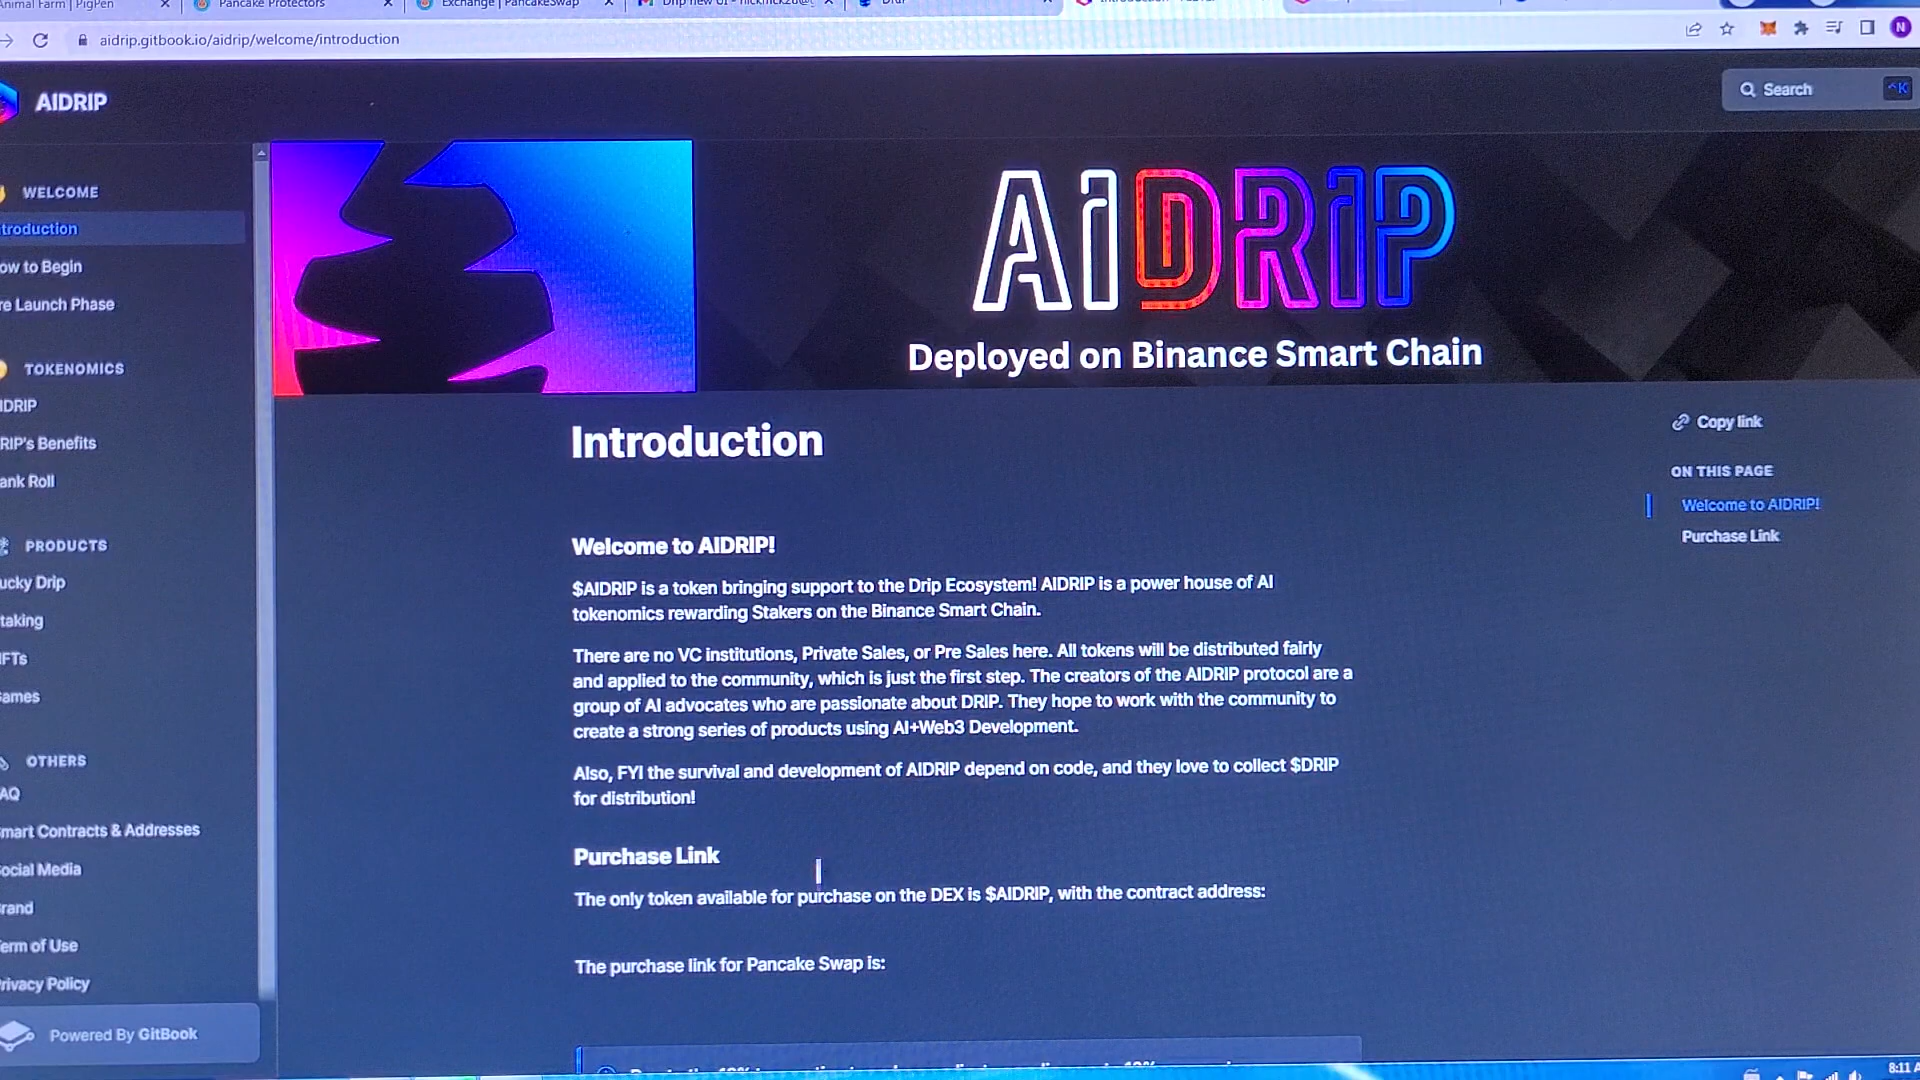 Animal Farm | PigPen
Pancake Protectors
Exchange | PancakeSwap
aidrip.gitbook.io/aidrip/welcome/introduction
N
AIDRIP
Search
^K
WELCOME
troduction
ow to Begin
re Launch Phase
TOKENOMICS
IDRIP
RIP's Benefits
ank Roll
PRODUCTS
ucky Drip
taking
FTs
ames
OTHERS
AQ
mart Contracts & Addresses
ocial Media
rand
erm of Use
rivacy Policy
Powered By GitBook
AiDRiP
Deployed on Binance Smart Chain
Introduction
Welcome to AIDRIP!
$AIDRIP is a token bringing support to the Drip Ecosystem! AIDRIP is a power house of AI
tokenomics rewarding Stakers on the Binance Smart Chain.
There are no VC institutions, Private Sales, or Pre Sales here. All tokens will be distributed fairly
and applied to the community, which is just the first step. The creators of the AIDRIP protocol are a
group of AI advocates who are passionate about DRIP. They hope to work with the community to
create a strong series of products using AI+Web3 Development.
Also, FYI the survival and development of AIDRIP depend on code, and they love to collect $DRIP
for distribution!
Purchase Link
The only token available for purchase on the DEX is $AIDRIP, with the contract address:
The purchase link for Pancake Swap is:
Copy link
ON THIS PAGE
Welcome to AIDRIP!
Purchase Link
8:11 A